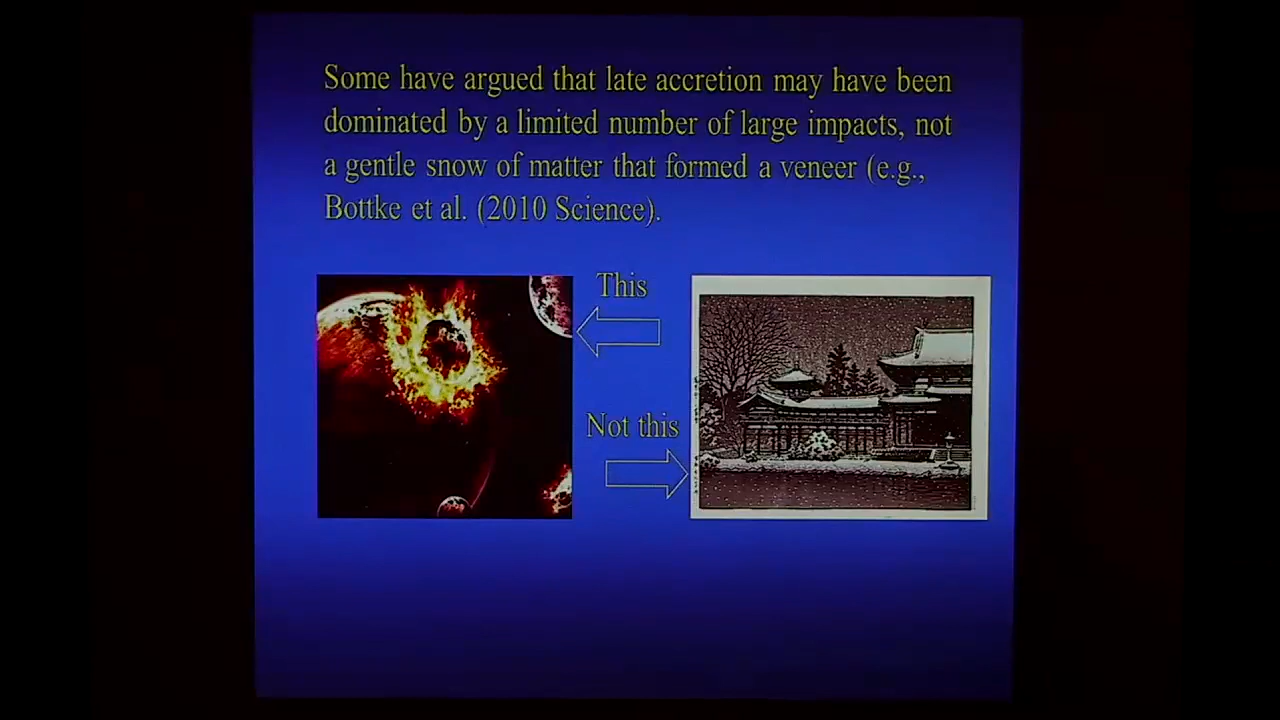 Some have argued that late accretion may have been
dominated by a limited number of large impacts, not
a gentle snow of matter that formed a veneer (e.g.,
Bottke et al. (2010 Science).
This
Not this